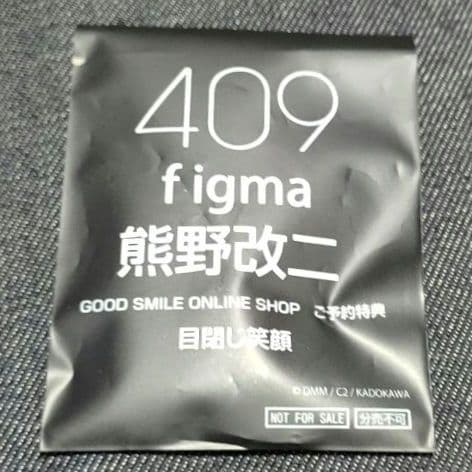 409
figma
熊野改二
GOOD SMILE ONLINE SHOP ご予約特典
目閉じ笑顔
© DMM / C2 / KADOKAWA
NOT FOR SALE 分売不可